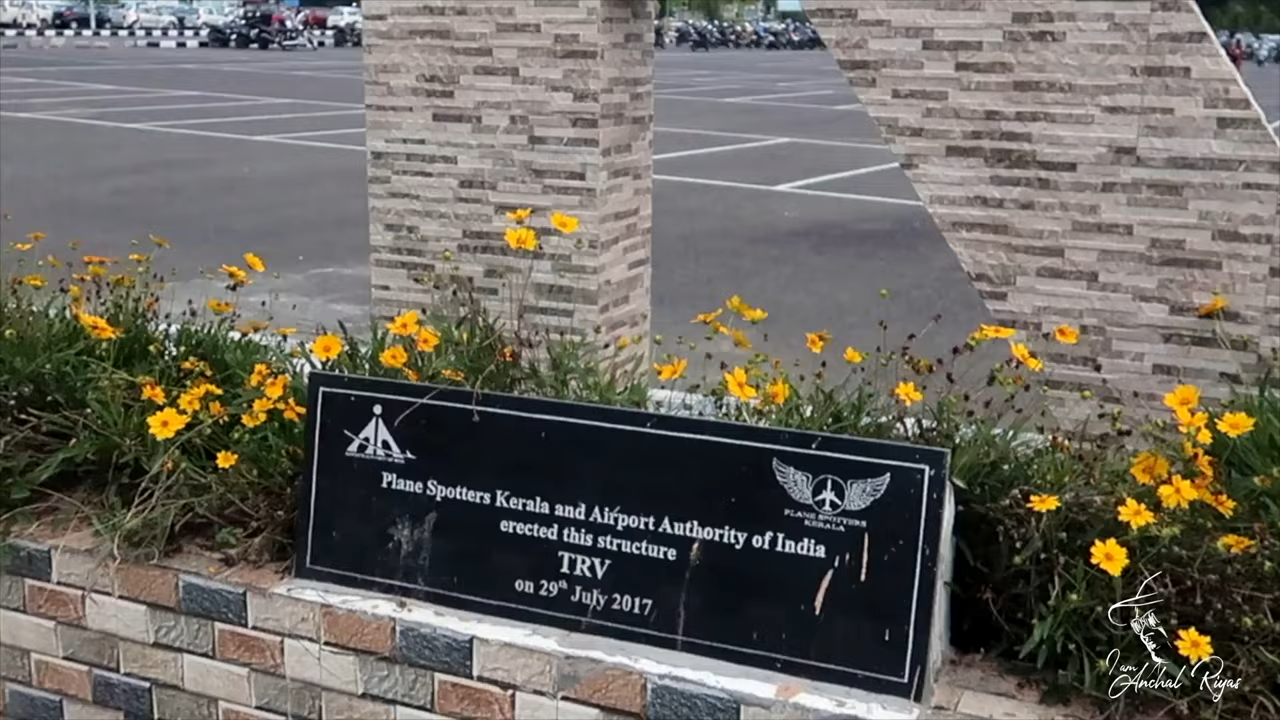 PLANE SPOTTERS
KERALA
Plane Spotters Kerala and Airport Authority of India
erected this structure
TRV
on 29th July 2017
I am
Anchal Riyas